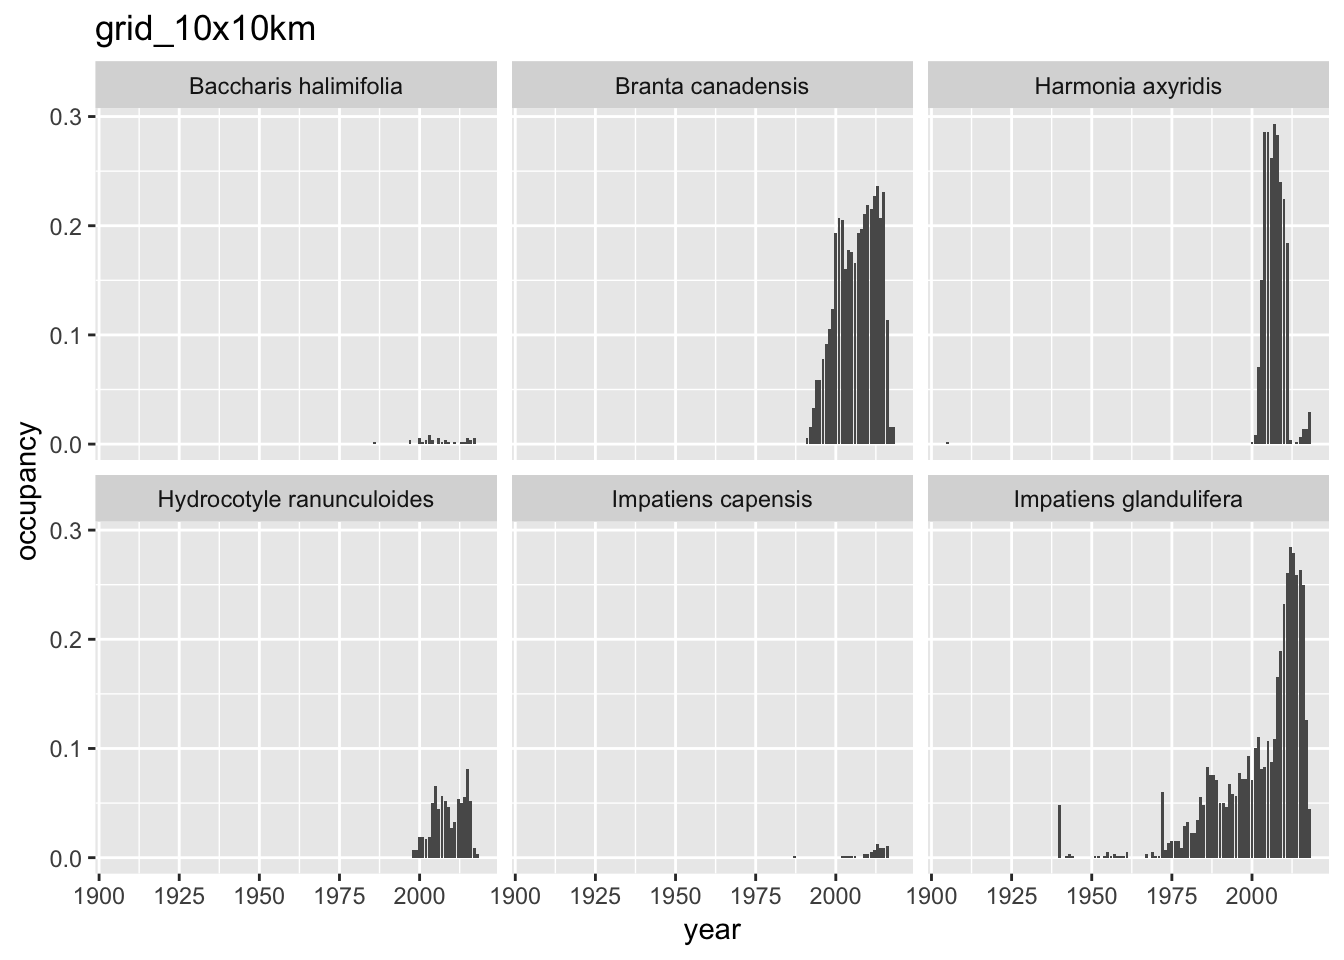 grid_10x10km
Baccharis halimifolia Branta canadensis Harmonia axyridis
0.3
0.2
0.1
0.0
Hydrocotyle ranunculoides Impatiens capensis Impatiens glandulifera
0.3
0.2
0.1
0.0
occupancy
1900 1925 1950 1975 2000 1900 1925 1950 1975 2000 1900 1925 1950 1975 2000
year